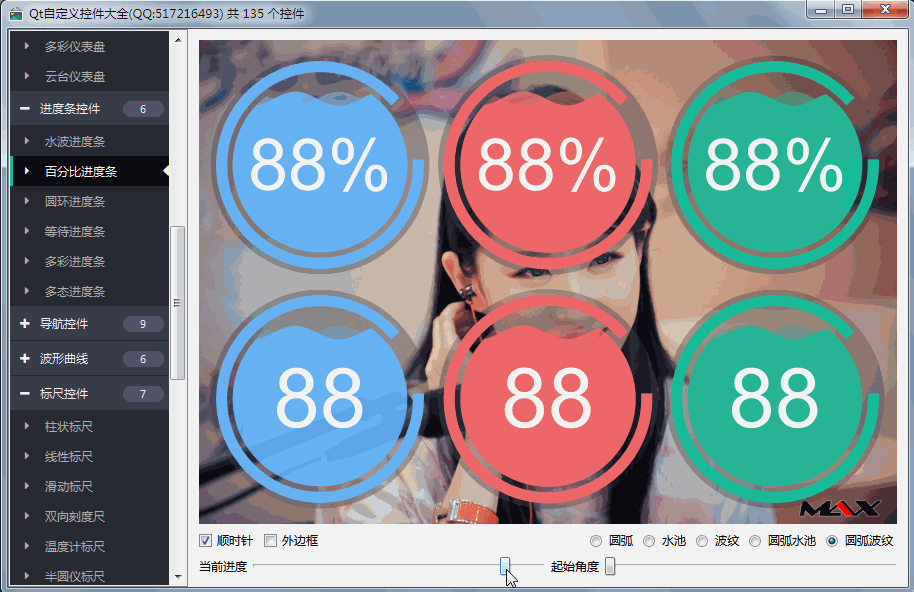 Qt自定义控件大全(QQ:517216493) 共 135 个控件
多彩仪表盘
云台仪表盘
进度条控件 6
水波进度条
百分比进度条
圆环进度条
等待进度条
多彩进度条
多态进度条
导航控件 9
波形曲线 6
标尺控件 7
柱状标尺
线性标尺
滑动标尺
双向刻度尺
温度计标尺
半圆仪标尺
88% 88% 88%
88 88 88
MAX
顺时针 外边框 圆弧 水池 波纹 圆弧水池 圆弧波纹
当前进度 起始角度